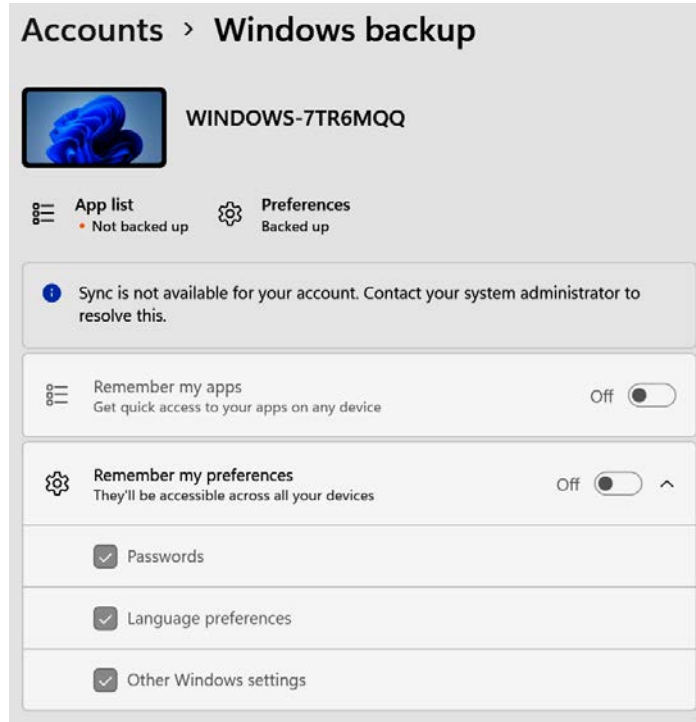 Accounts > Windows backup
WINDOWS-7TR6MQQ
App list
• Not backed up
Preferences
Backed up
Sync is not available for your account. Contact your system administrator to
resolve this.
Remember my apps
Get quick access to your apps on any device
Off
Remember my preferences
They'll be accessible across all your devices
Off
Passwords
Language preferences
Other Windows settings